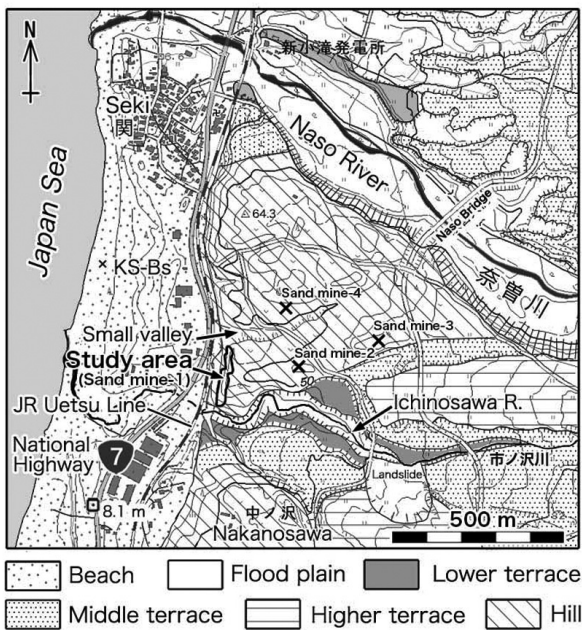 N
新小滝発電所
Seki
関
Naso River
Naso Bridge
64.3
Japan Sea
奈曽川
KS-Bs
Sand mine-4
Small valley
Sand mine-3
Study area
Sand mine-2
(Sand mine-1)
50
JR Uetsu Line
Ichinosawa R.
National
Highway
7
市ノ沢川
Landslide
8.1 m
中ノ沢
Nakanosawa
500 m
Beach
Flood plain
Lower terrace
Middle terrace
Higher terrace
Hill